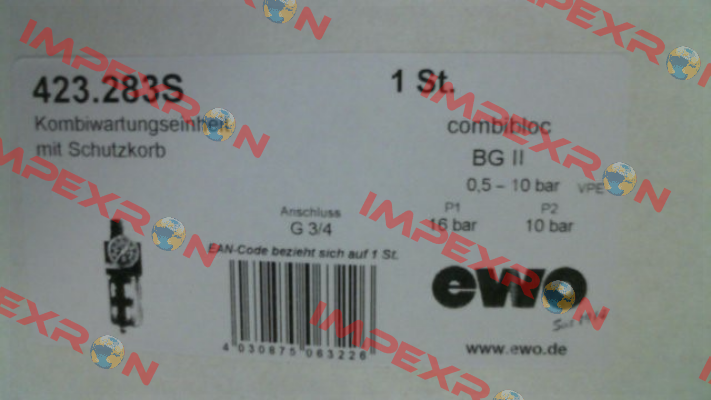 423.283S
1 St.
Kombiwartungseinheit
mit Schutzkorb
combibloc
BG II
0,5 – 10 bar VPE
P1 P2
16 bar 10 bar
Anschluss
G 3/4
EAN-Code bezieht sich auf 1 St.
4 030875 063226
ewo
www.ewo.de
IMPEXRON
IMPEXRON
IMPEXRON
IMPEXRON
IMPEXRON
IMPEXRON